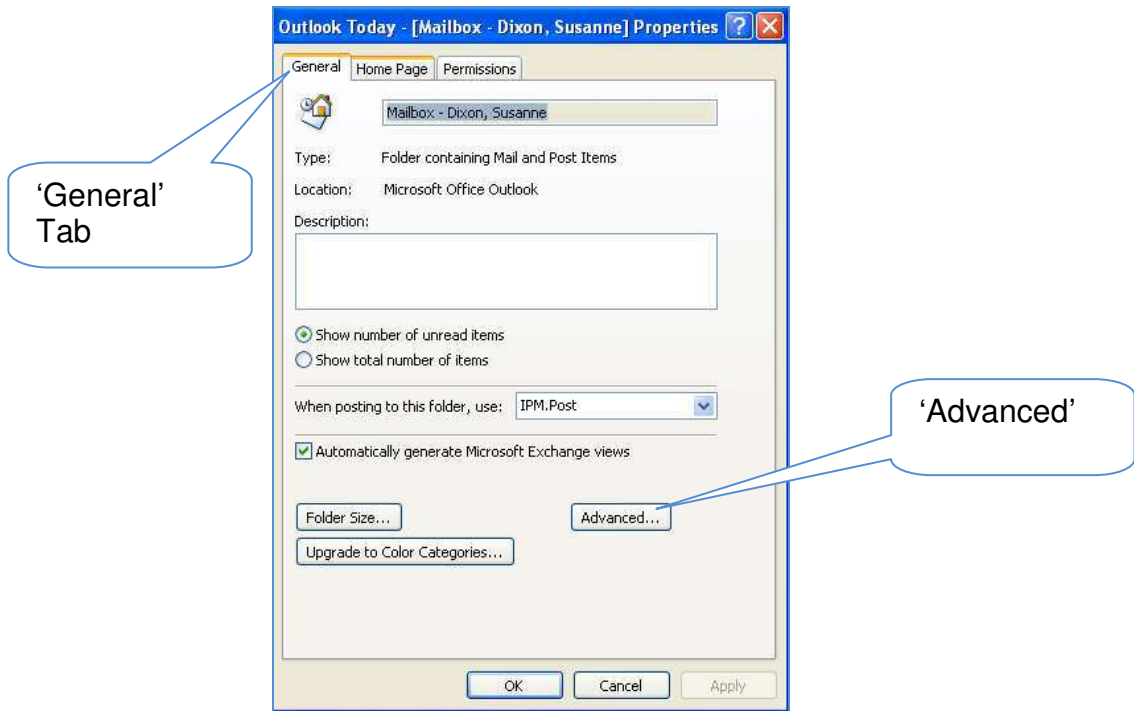 Outlook Today - [Mailbox - Dixon, Susanne] Properties
General Home Page Permissions
Mailbox - Dixon, Susanne
Type: Folder containing Mail and Post Items
‘General’
Tab
Location: Microsoft Office Outlook
Description:
Show number of unread items
Show total number of items
When posting to this folder, use: IPM.Post
‘Advanced’
Automatically generate Microsoft Exchange views
Folder Size... Advanced...
Upgrade to Color Categories...
OK Cancel Apply